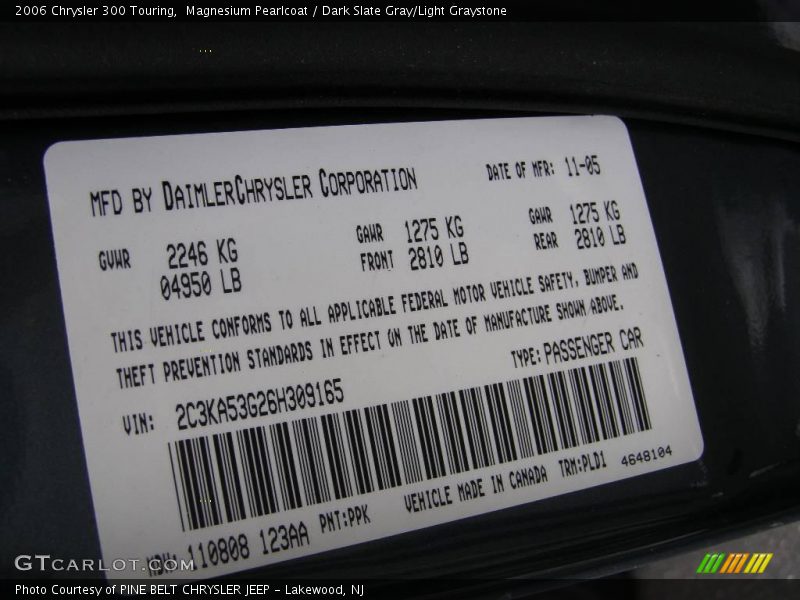 2006 Chrysler 300 Touring,  Magnesium Pearlcoat / Dark Slate Gray/Light Graystone
MFD BY DAIMLERCHRYSLER CORPORATION DATE OF MFR: 11-05
GVWR 2246 KG GAWR 1275 KG GAWR 1275 KG
04950 LB FRONT 2810 LB REAR 2810 LB
THIS VEHICLE CONFORMS TO ALL APPLICABLE FEDERAL MOTOR VEHICLE SAFETY, BUMPER AND
THEFT PREVENTION STANDARDS IN EFFECT ON THE DATE OF MANUFACTURE SHOWN ABOVE.
VIN: 2C3KA53G26H309165 TYPE: PASSENGER CAR
MDH: 110808 123AA PNT:PPK VEHICLE MADE IN CANADA TRM:PLD1 4648104
GTCARLOT.COM
Photo Courtesy of PINE BELT CHRYSLER JEEP - Lakewood, NJ